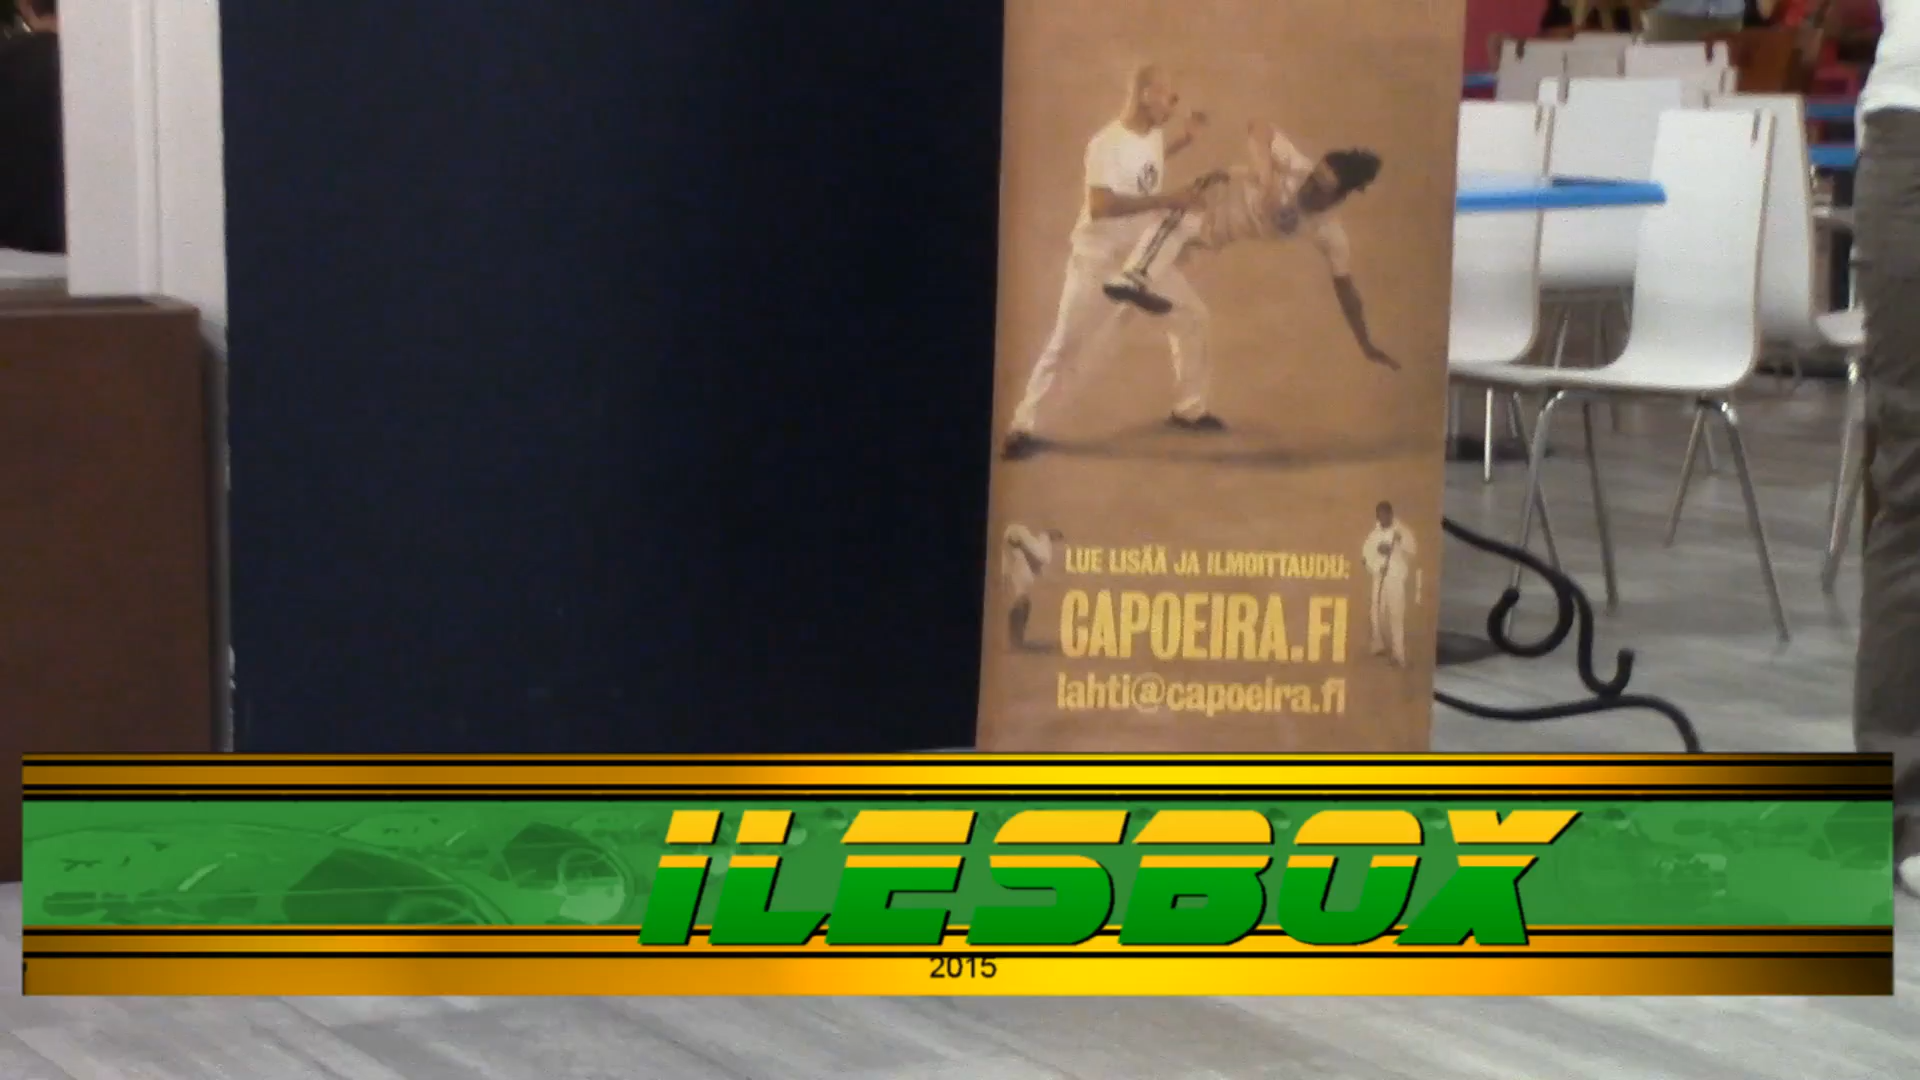 LUE LISÄÄ JA ILMOITTAUDU:
CAPOEIRA.FI
lahti@capoeira.fi
iLESBOX
2015